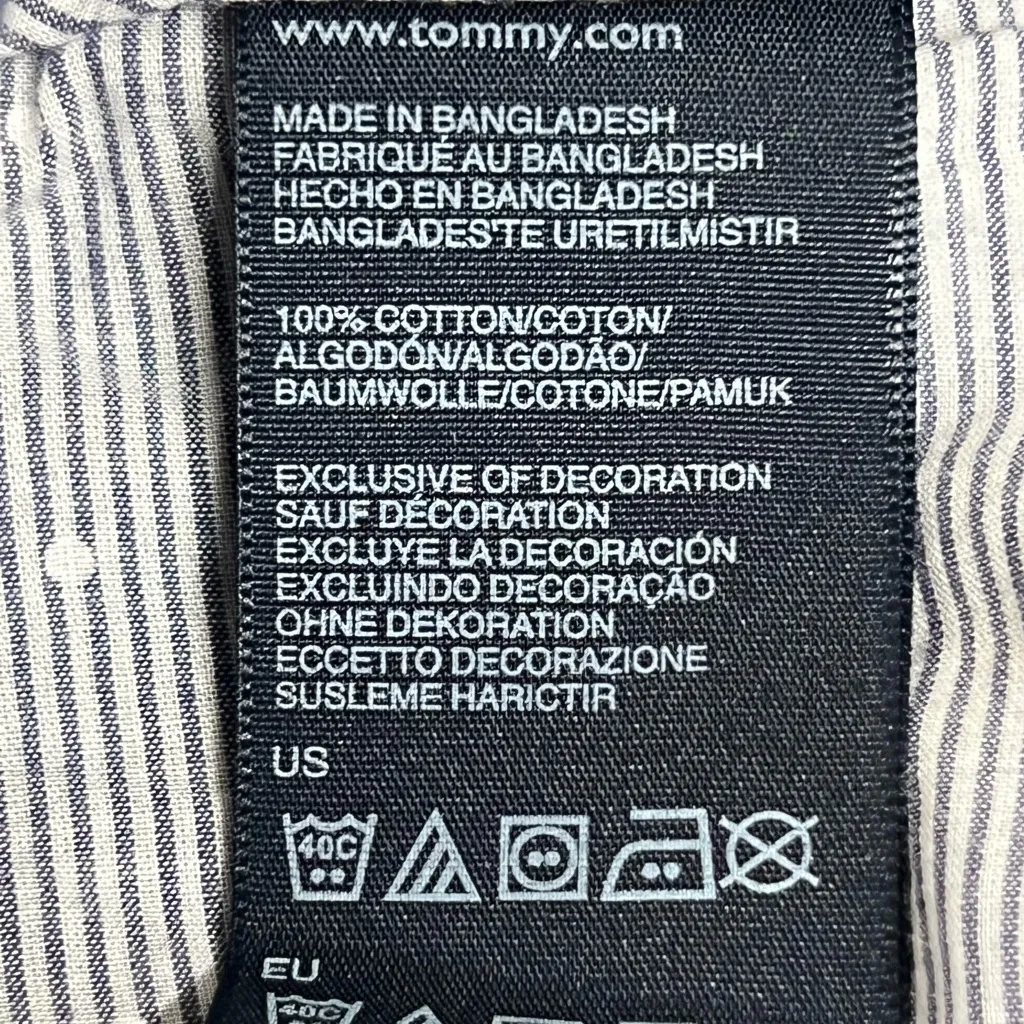 www.tommy.com
MADE IN BANGLADESH
FABRIQUÉ AU BANGLADESH
HECHO EN BANGLADESH
BANGLADES'TE URETILMISTIR
100% COTTON/COTON/
ALGODÓN/ALGODÃO/
BAUMWOLLE/COTONE/PAMUK
EXCLUSIVE OF DECORATION
SAUF DÉCORATION
EXCLUYE LA DECORACIÓN
EXCLUINDO DECORAÇÃO
OHNE DEKORATION
ECCETTO DECORAZIONE
SUSLEME HARICTIR
US
40C
EU
40C